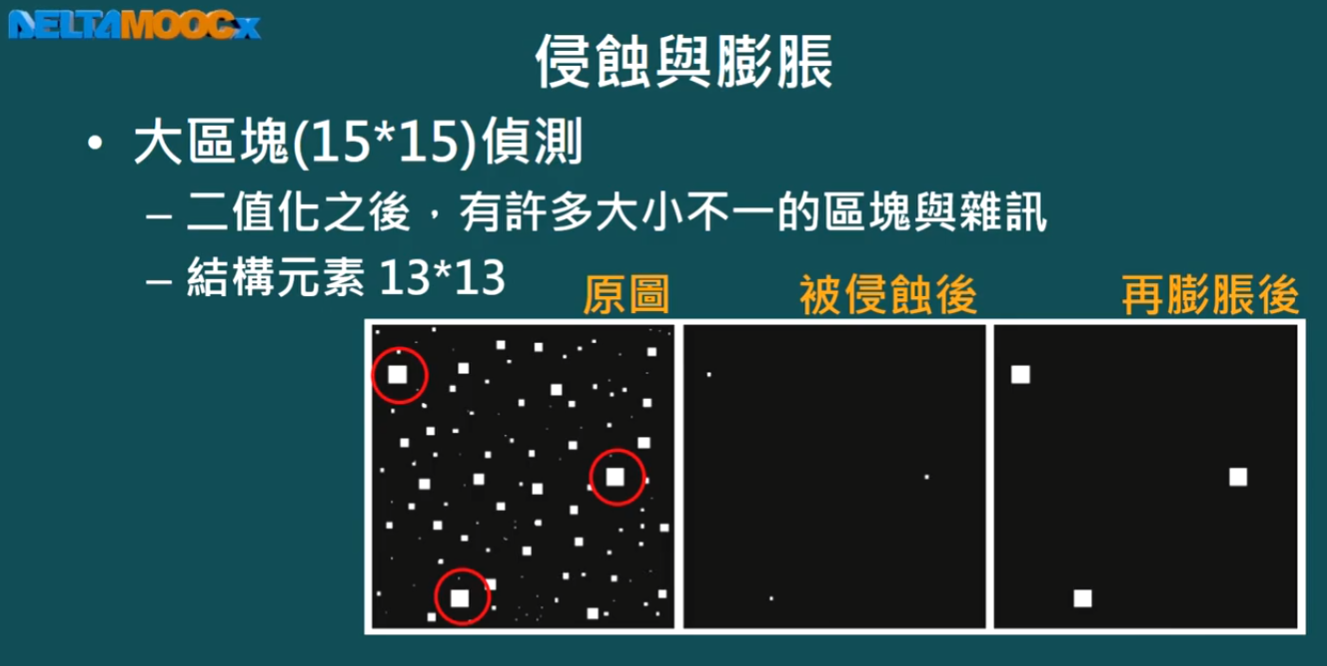 DELTAMOOCx
侵蝕與膨脹
• 大區塊(15*15)偵測
– 二值化之後，有許多大小不一的區塊與雜訊
– 結構元素 13*13
原圖 被侵蝕後 再膨脹後